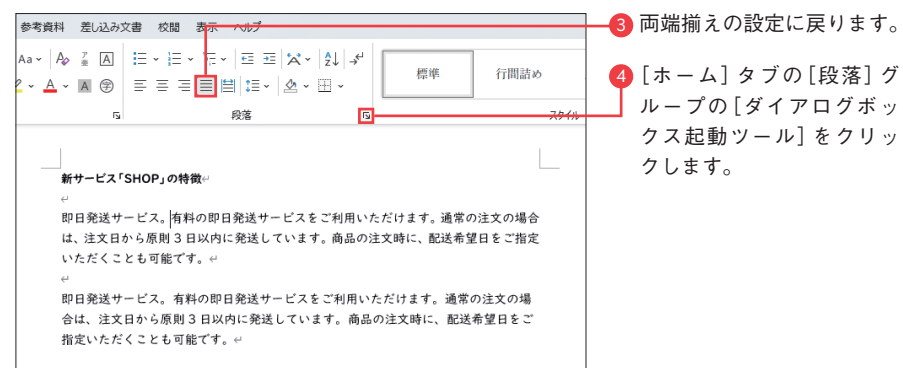 参考資料 差し込み文書 校閲 表示 ヘルプ
段落
スタイル
標準
行間詰め
新サービス「SHOP」の特徴↵
↵
即日発送サービス。有料の即日発送サービスをご利用いただけます。通常の注文の場合
は、注文日から原則3日以内に発送しています。商品の注文時に、配送希望日をご指定
いただくことも可能です。↵
↵
即日発送サービス。有料の即日発送サービスをご利用いただけます。通常の注文の場
合は、注文日から原則3日以内に発送しています。商品の注文時に、配送希望日をご
指定いただくことも可能です。↵
3 両端揃えの設定に戻ります。
4 [ホーム]タブの[段落]グ
ループの[ダイアログボッ
クス起動ツール]をクリッ
クします。